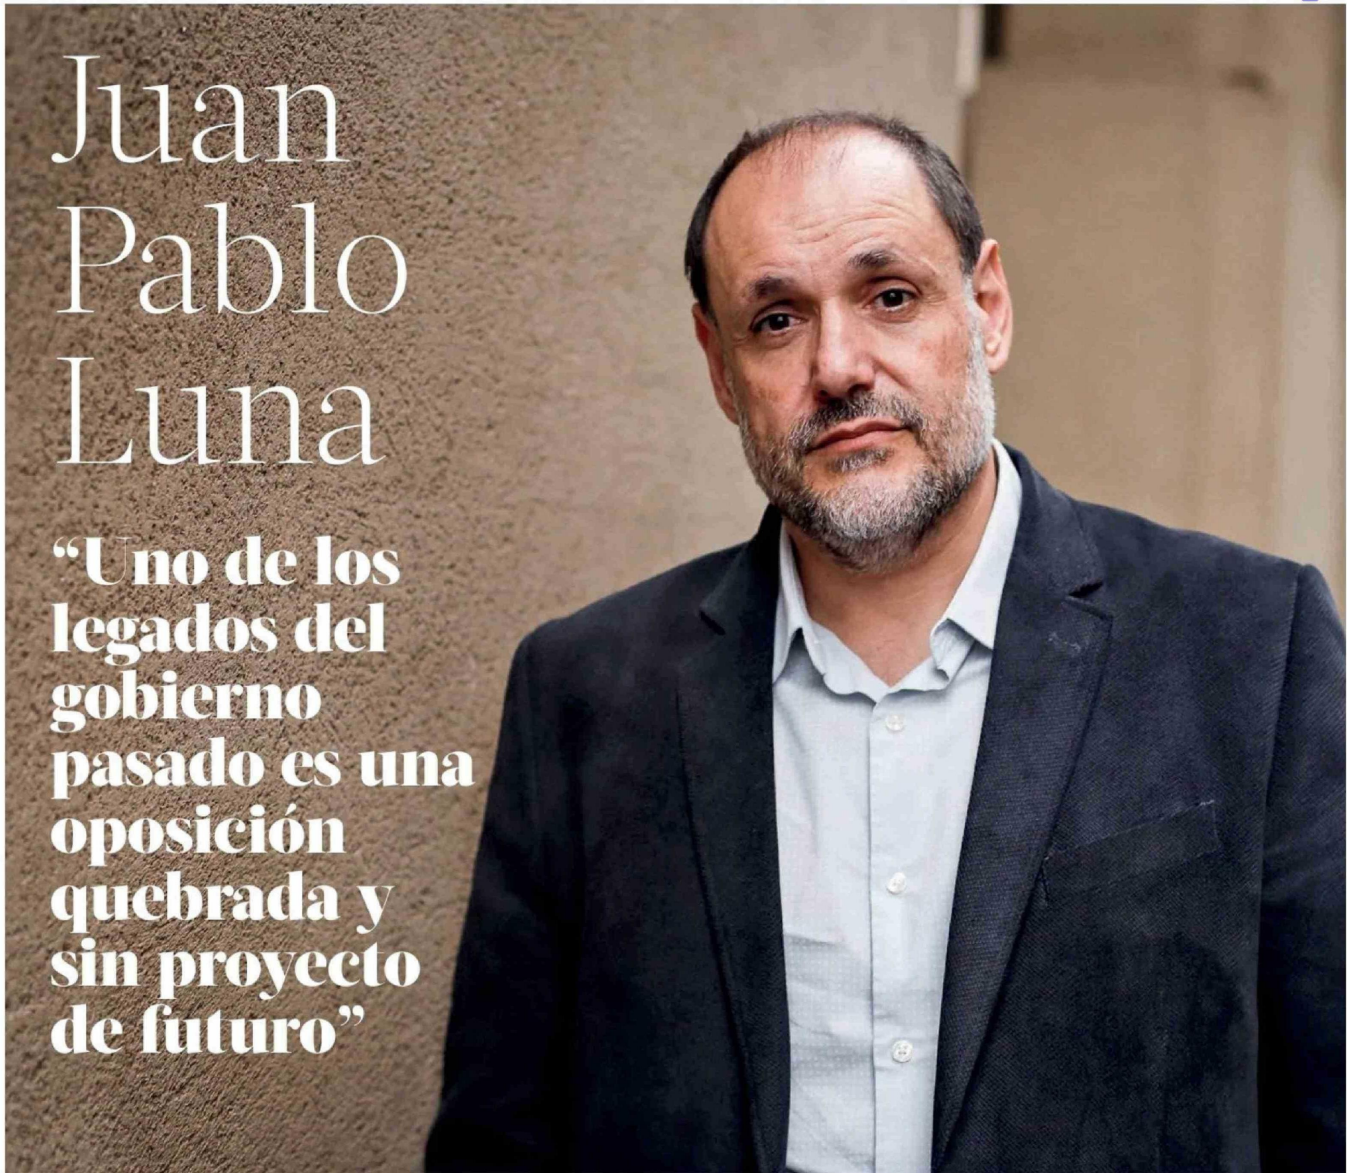 Juan
Pablo
Luna
“Uno de los
legados del
gobierno
pasado es una
oposición
quebrada y
sin proyecto
de futuro”